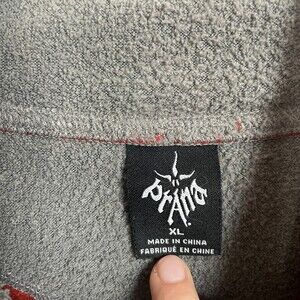 prAna
XL
MADE IN CHINA
FABRIQUÉ EN CHINE